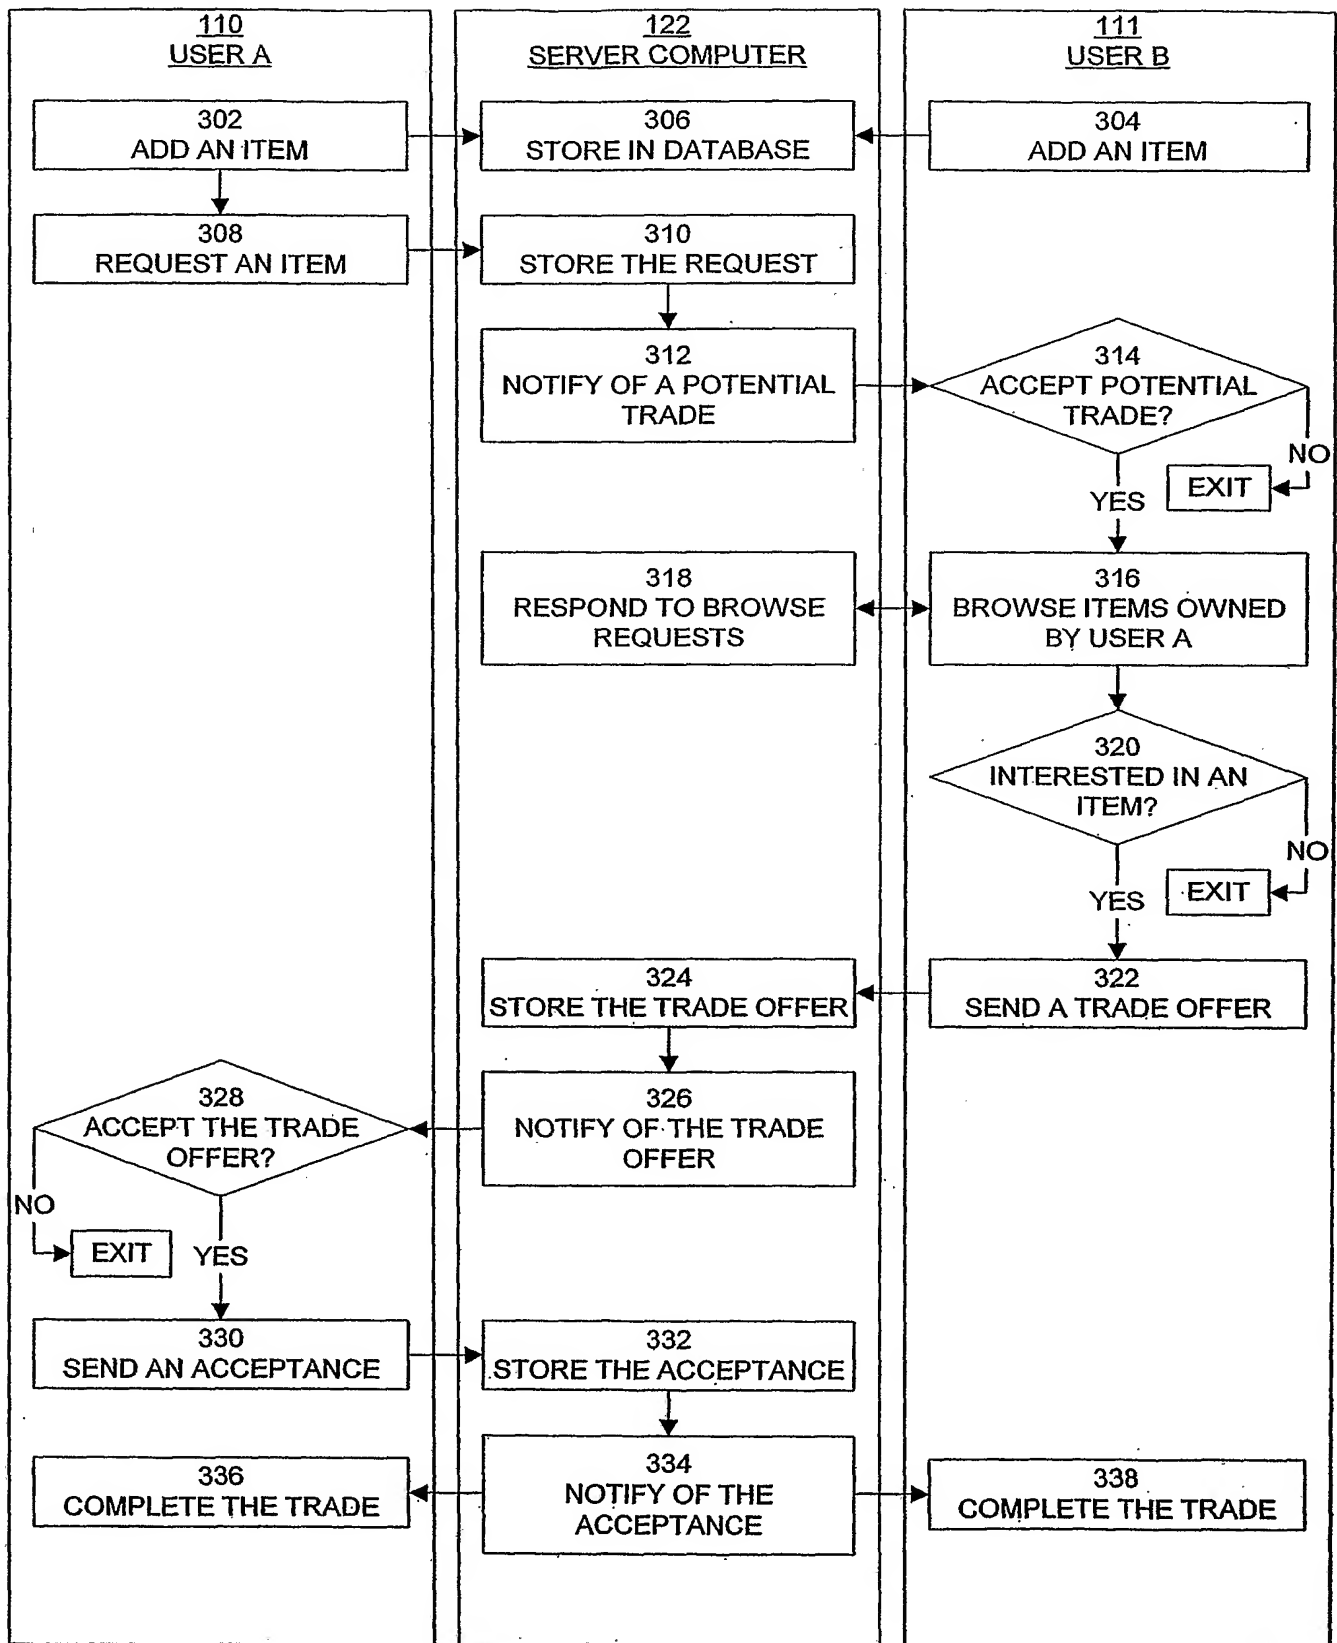 110
USER A
122
SERVER COMPUTER
111
USER B
302
ADD AN ITEM
306
STORE IN DATABASE
304
ADD AN ITEM
308
REQUEST AN ITEM
310
STORE THE REQUEST
312
NOTIFY OF A POTENTIAL
TRADE
314
ACCEPT POTENTIAL
TRADE?
NO
EXIT
YES
318
RESPOND TO BROWSE
REQUESTS
316
BROWSE ITEMS OWNED
BY USER A
320
INTERESTED IN AN
ITEM?
NO
EXIT
YES
324
STORE THE TRADE OFFER
322
SEND A TRADE OFFER
328
ACCEPT THE TRADE
OFFER?
326
NOTIFY OF THE TRADE
OFFER
NO
EXIT
YES
330
SEND AN ACCEPTANCE
332
STORE THE ACCEPTANCE
336
COMPLETE THE TRADE
334
NOTIFY OF THE
ACCEPTANCE
338
COMPLETE THE TRADE